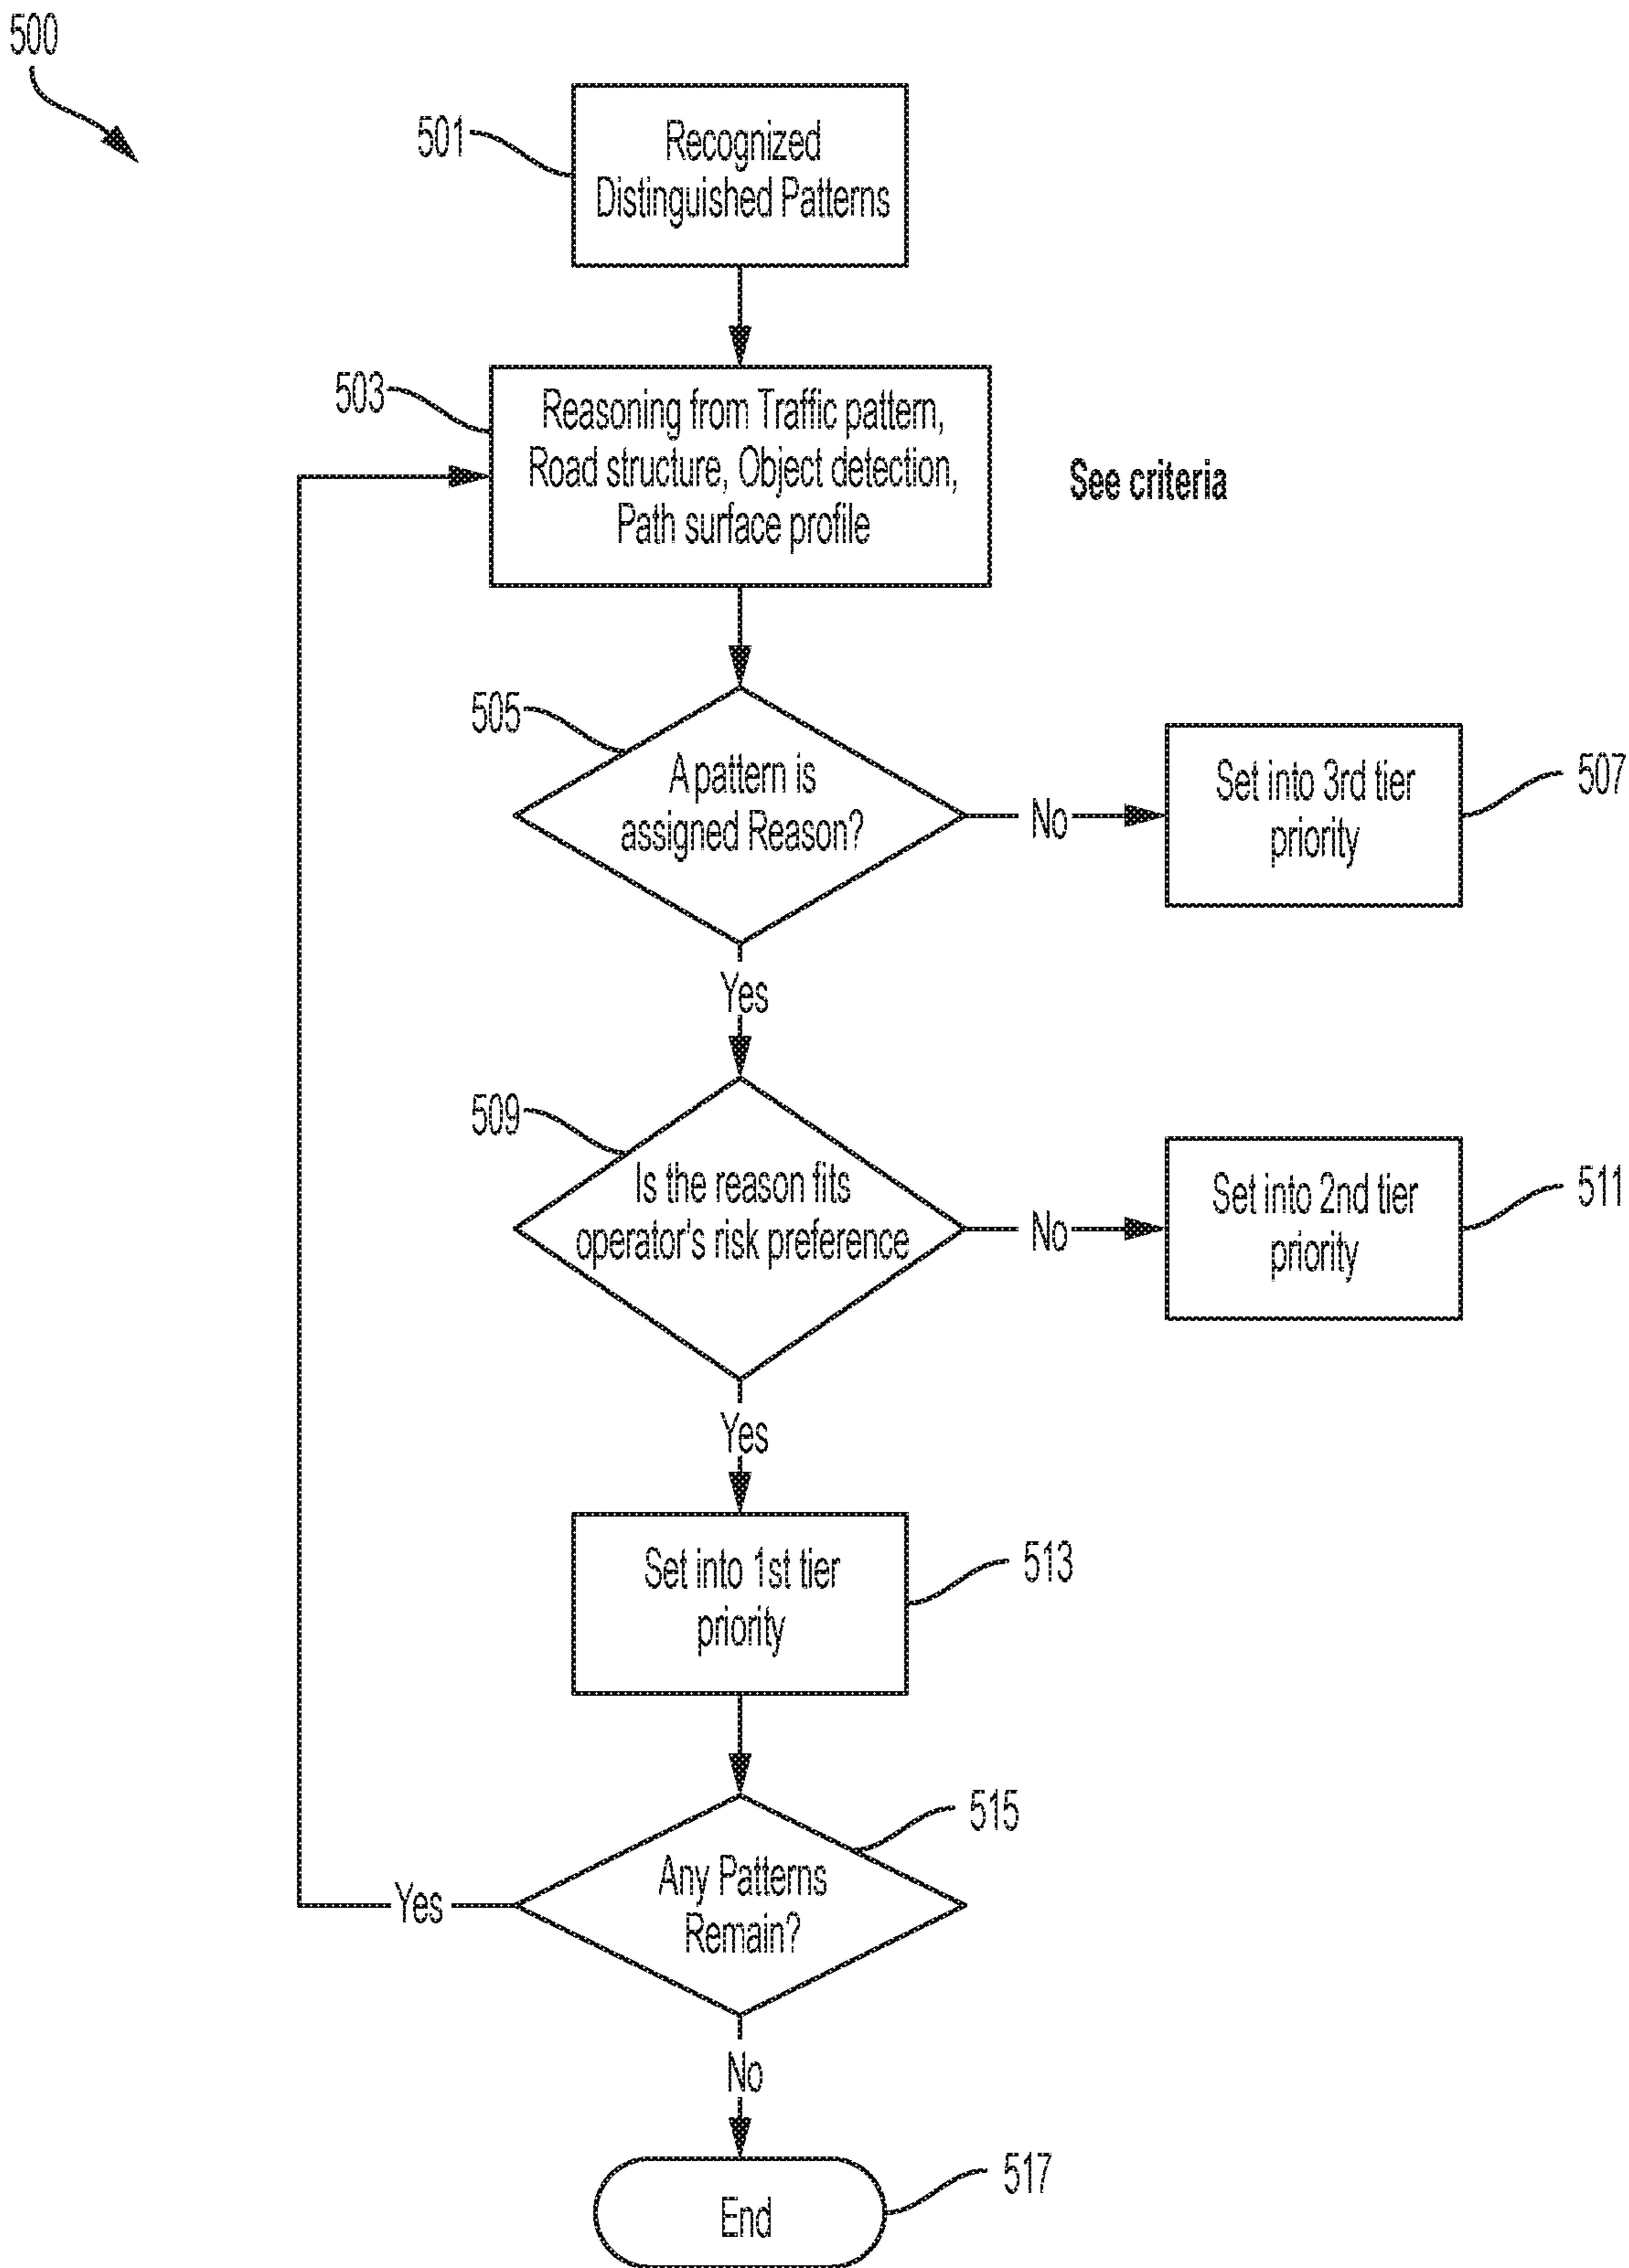 500
501
Recognized
Distinguished Patterns
503
Reasoning from Traffic pattern,
Road structure, Object detection,
Path surface profile
See criteria
505
A pattern is
assigned Reason?
No
Set into 3rd tier
priority
507
Yes
509
Is the reason fits
operator's risk preference
No
Set into 2nd tier
priority
511
Yes
Set into 1st tier
priority
513
515
Any Patterns
Remain?
Yes
No
End
517